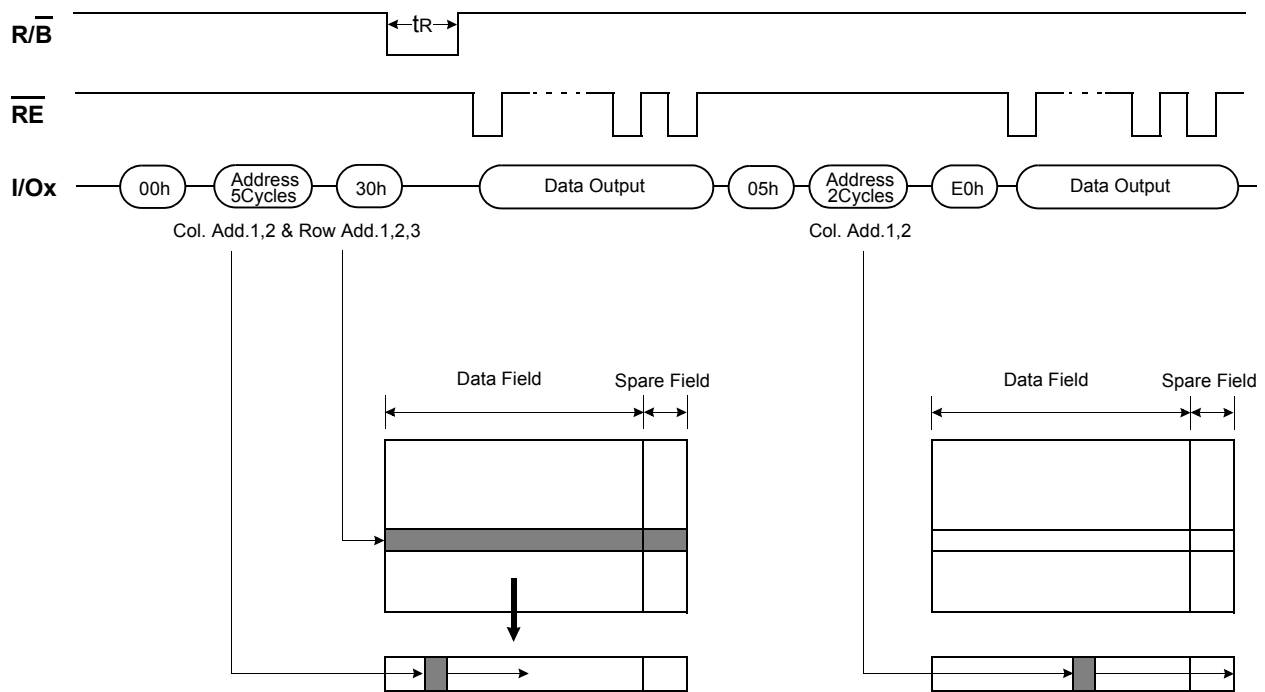 R/B
tR
RE
I/Ox
00h
Address
5Cycles
30h
Data Output
05h
Address
2Cycles
E0h
Data Output
Col. Add.1,2 & Row Add.1,2,3
Col. Add.1,2
Data Field
Spare Field
Data Field
Spare Field